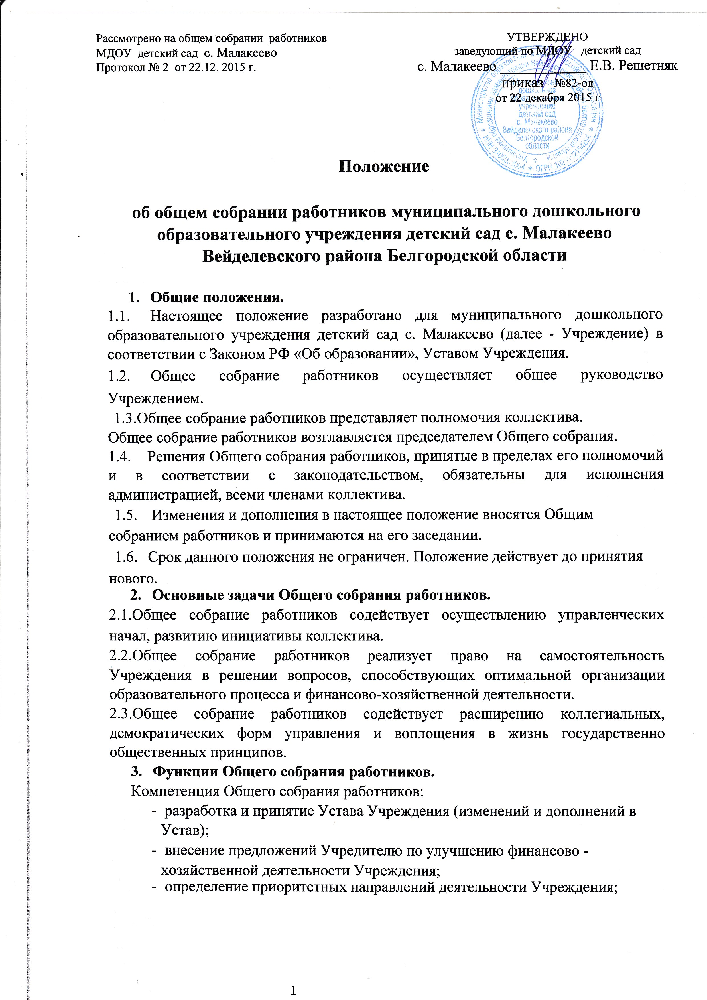 Рассмотрено на общем собрании работников
МДОУ детский сад с. Малакеево
Протокол № 2 от 22.12. 2015 г.
УТВЕРЖДЕНО
заведующий по МДОУ детский сад
с. Малакеево ____________ Е.В. Решетняк
приказ №82-од
от 22 декабря 2015 г
дошкольное
учреждение
детский сад
с. Малакеево
Вейделевского района
Белгородской
области
Положение
об общем собрании работников муниципального дошкольного
образовательного учреждения детский сад с. Малакеево
Вейделевского района Белгородской области
1. Общие положения.
1.1. Настоящее положение разработано для муниципального дошкольного
образовательного учреждения детский сад с. Малакеево (далее - Учреждение) в
соответствии с Законом РФ «Об образовании», Уставом Учреждения.
1.2. Общее собрание работников осуществляет общее руководство
Учреждением.
1.3.Общее собрание работников представляет полномочия коллектива.
Общее собрание работников возглавляется председателем Общего собрания.
1.4. Решения Общего собрания работников, принятые в пределах его полномочий
и в соответствии с законодательством, обязательны для исполнения
администрацией, всеми членами коллектива.
1.5. Изменения и дополнения в настоящее положение вносятся Общим
собранием работников и принимаются на его заседании.
1.6. Срок данного положения не ограничен. Положение действует до принятия
нового.
2. Основные задачи Общего собрания работников.
2.1.Общее собрание работников содействует осуществлению управленческих
начал, развитию инициативы коллектива.
2.2.Общее собрание работников реализует право на самостоятельность
Учреждения в решении вопросов, способствующих оптимальной организации
образовательного процесса и финансово-хозяйственной деятельности.
2.3.Общее собрание работников содействует расширению коллегиальных,
демократических форм управления и воплощения в жизнь государственно
общественных принципов.
3. Функции Общего собрания работников.
Компетенция Общего собрания работников:
- разработка и принятие Устава Учреждения (изменений и дополнений в
Устав);
- внесение предложений Учредителю по улучшению финансово -
хозяйственной деятельности Учреждения;
- определение приоритетных направлений деятельности Учреждения;
1